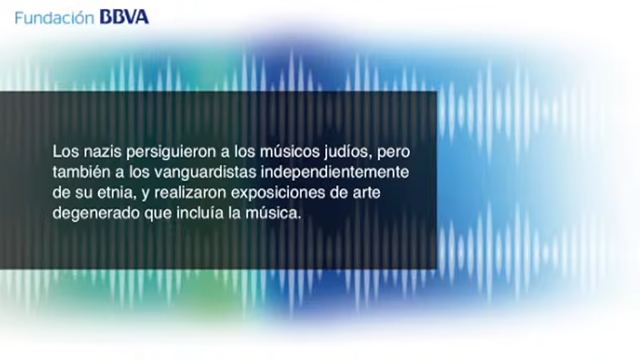 Fundación BBVA
Los nazis persiguieron a los músicos judíos, pero
también a los vanguardistas independientemente
de su etnia, y realizaron exposiciones de arte
degenerado que incluía la música.